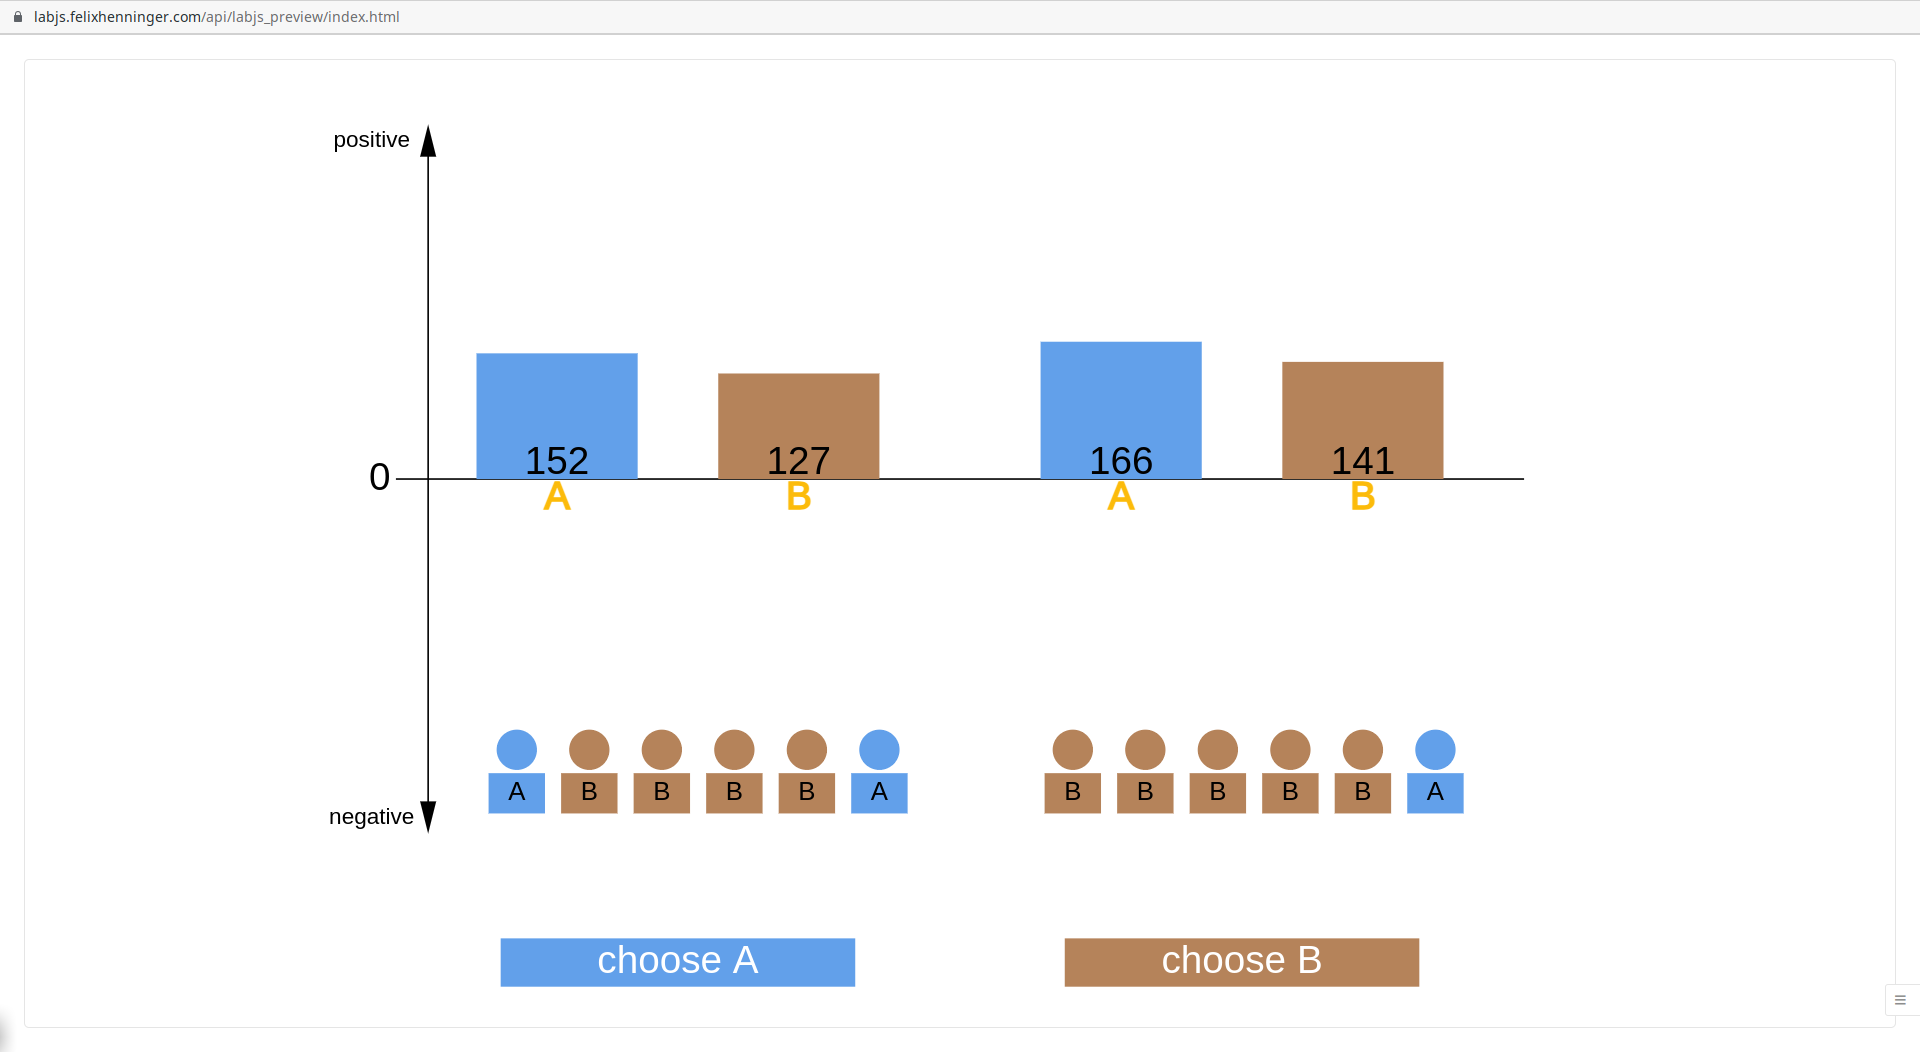 labjs.felixhenninger.com/api/labjs_preview/index.html
positive
152 127 166 141
0
A B A B
A B B B B A B B B B B A
negative
choose A choose B